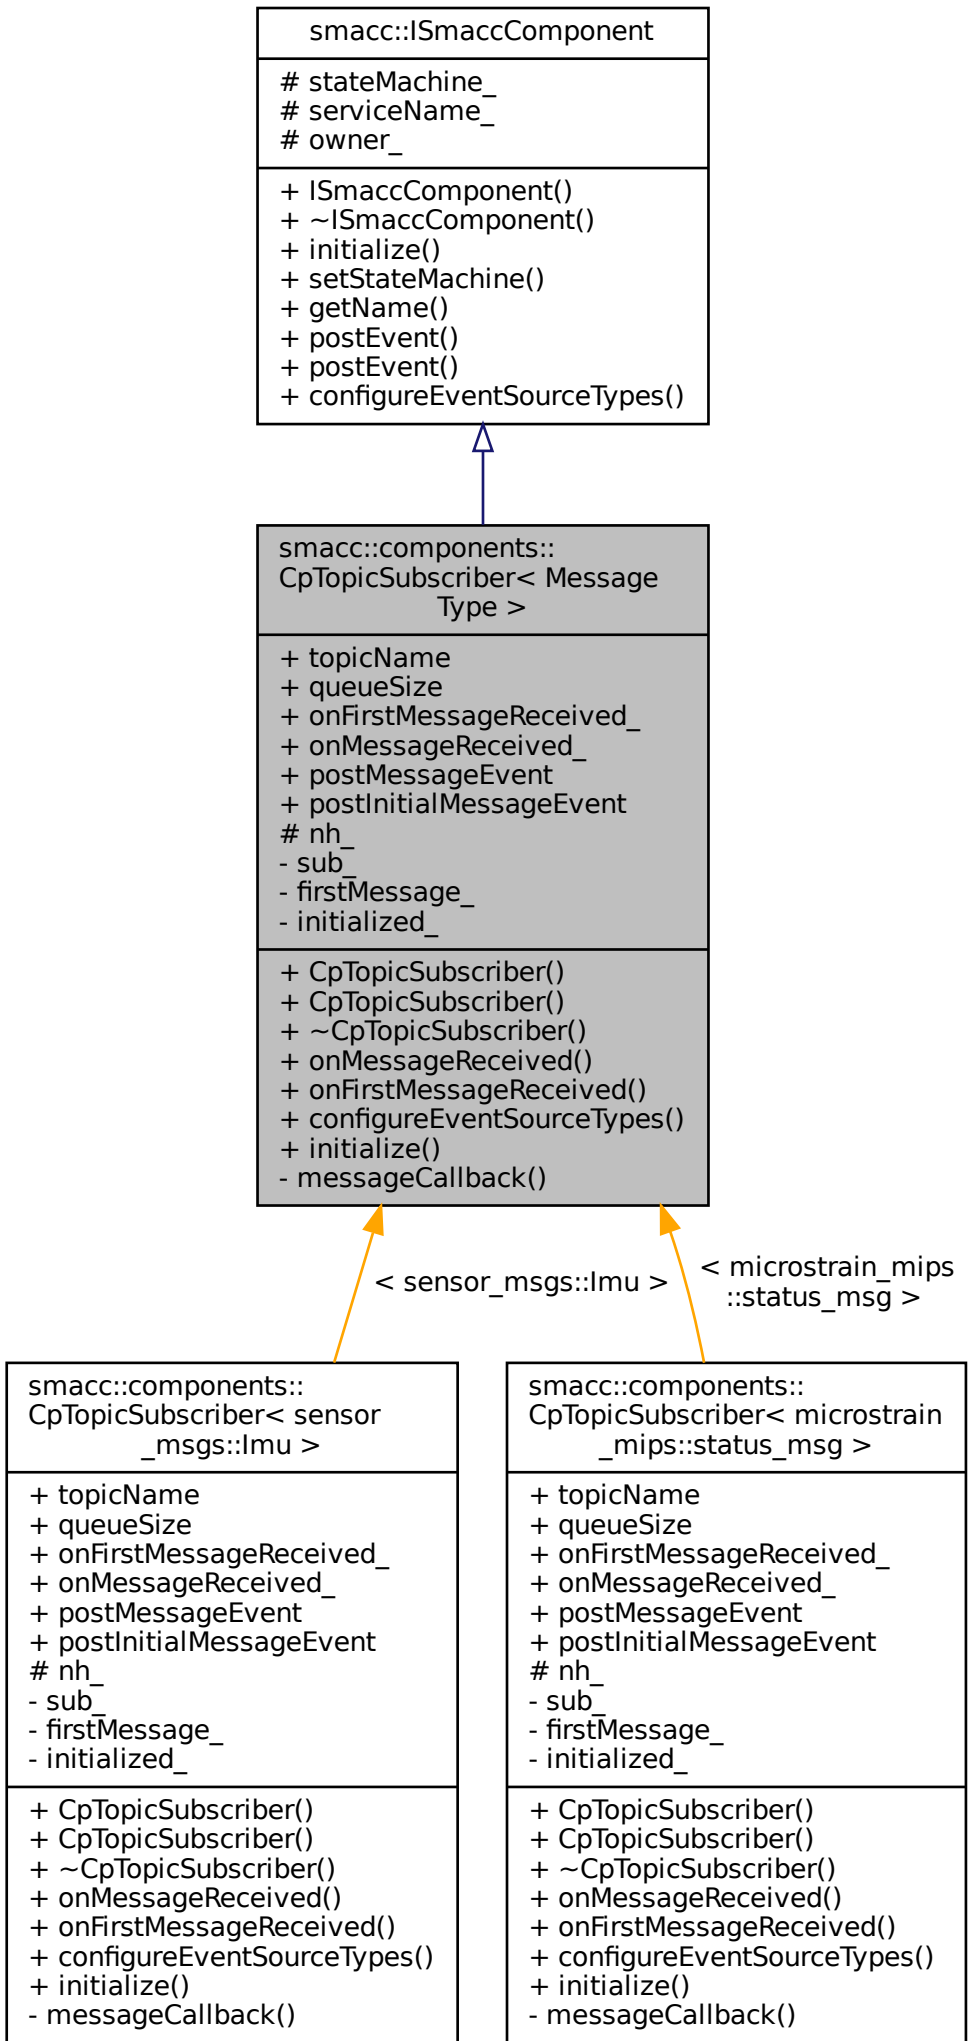 smacc::ISmaccComponent
# stateMachine_
# serviceName_
# owner_
+ ISmaccComponent()
+ ~ISmaccComponent()
+ initialize()
+ setStateMachine()
+ getName()
+ postEvent()
+ postEvent()
+ configureEventSourceTypes()
smacc::components::
CpTopicSubscriber< Message
Type >
+ topicName
+ queueSize
+ onFirstMessageReceived_
+ onMessageReceived_
+ postMessageEvent
+ postInitialMessageEvent
# nh_
- sub_
- firstMessage_
- initialized_
+ CpTopicSubscriber()
+ CpTopicSubscriber()
+ ~CpTopicSubscriber()
+ onMessageReceived()
+ onFirstMessageReceived()
+ configureEventSourceTypes()
+ initialize()
- messageCallback()
< sensor_msgs::Imu >
< microstrain_mips
::status_msg >
smacc::components::
CpTopicSubscriber< sensor
_msgs::Imu >
+ topicName
+ queueSize
+ onFirstMessageReceived_
+ onMessageReceived_
+ postMessageEvent
+ postInitialMessageEvent
# nh_
- sub_
- firstMessage_
- initialized_
+ CpTopicSubscriber()
+ CpTopicSubscriber()
+ ~CpTopicSubscriber()
+ onMessageReceived()
+ onFirstMessageReceived()
+ configureEventSourceTypes()
+ initialize()
- messageCallback()
smacc::components::
CpTopicSubscriber< microstrain
_mips::status_msg >
+ topicName
+ queueSize
+ onFirstMessageReceived_
+ onMessageReceived_
+ postMessageEvent
+ postInitialMessageEvent
# nh_
- sub_
- firstMessage_
- initialized_
+ CpTopicSubscriber()
+ CpTopicSubscriber()
+ ~CpTopicSubscriber()
+ onMessageReceived()
+ onFirstMessageReceived()
+ configureEventSourceTypes()
+ initialize()
- messageCallback()